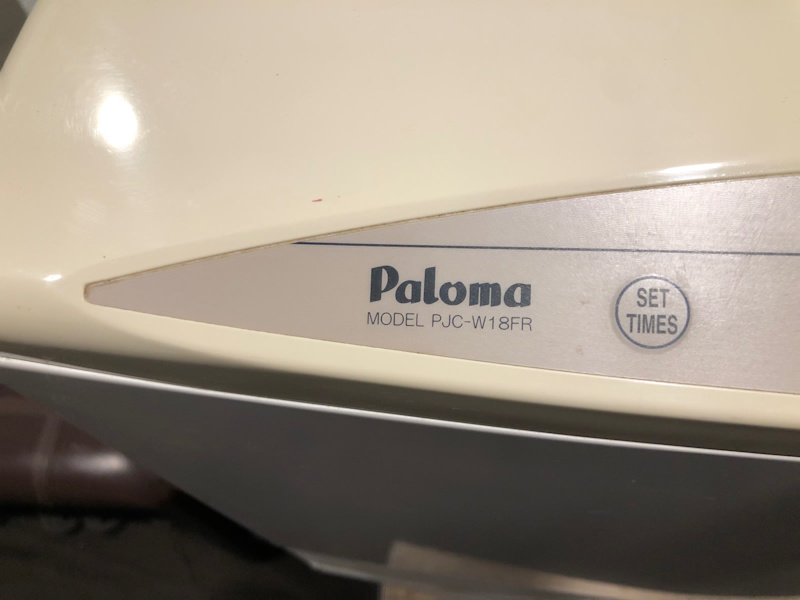 Paloma
MODEL PJC-W18FR
SET
TIMES